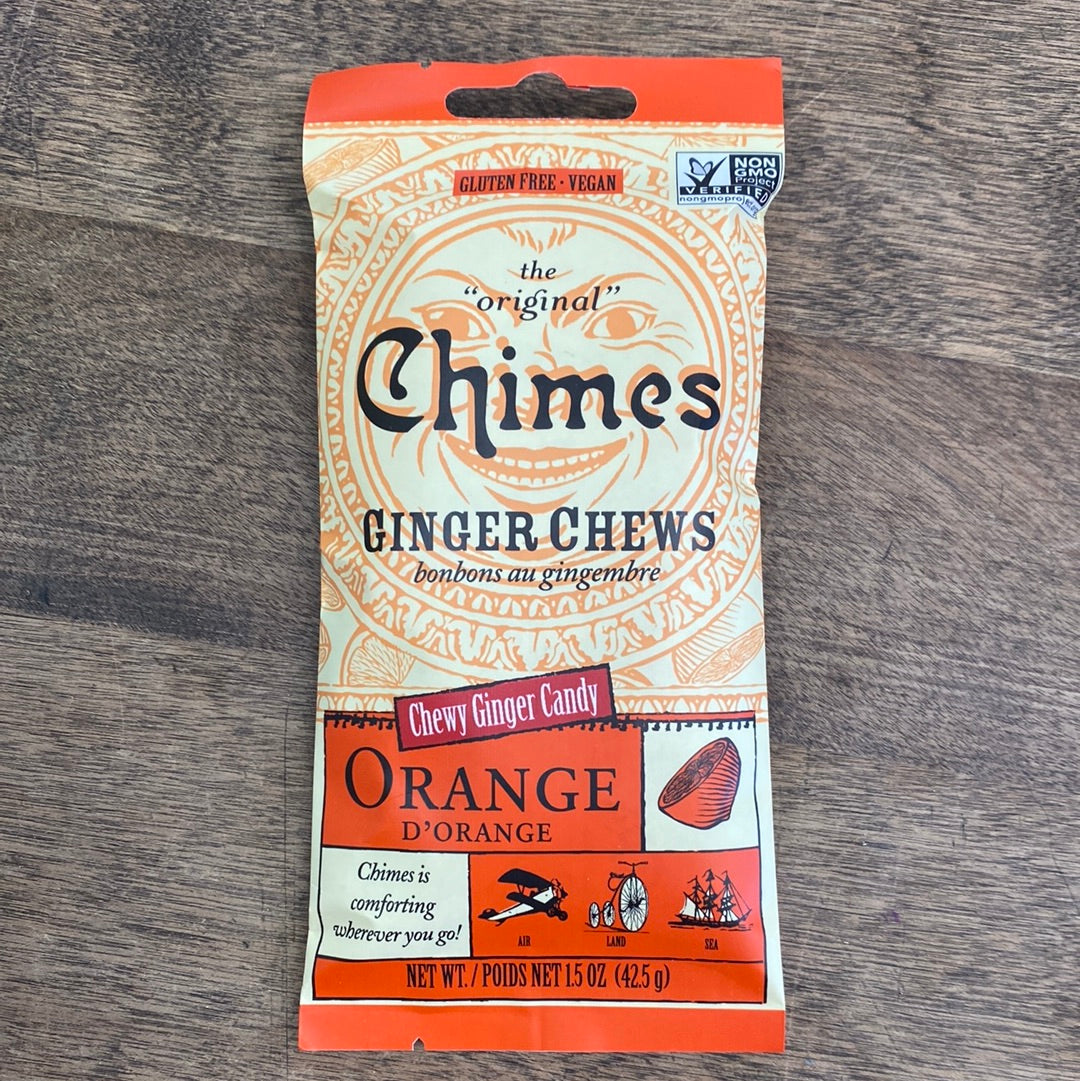 GLUTEN FREE · VEGAN
NON
GMO
Project
VERIFIED
the
"original"
Chimes
GINGER CHEWS
bonbons au gingembre
Chewy Ginger Candy
ORANGE
D'ORANGE
Chimes is
comforting
wherever you go!
AIR
LAND
SEA
NET WT. / POIDS NET 1.5 OZ (42.5 g)